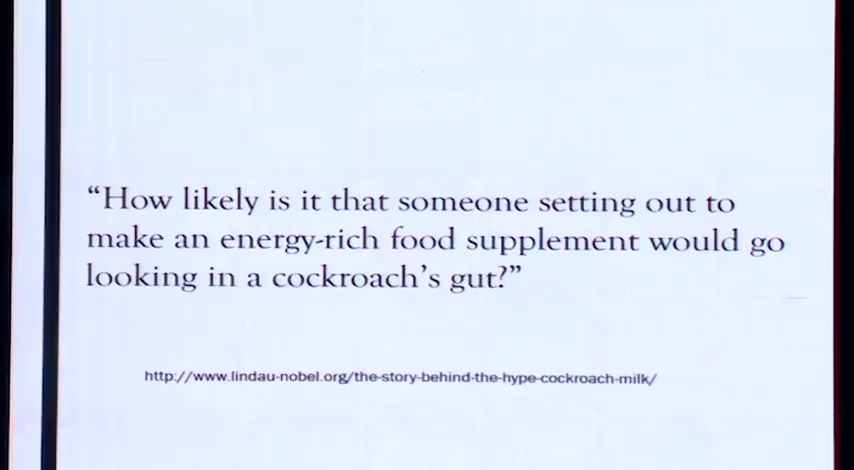 “How likely is it that someone setting out to
make an energy-rich food supplement would go
looking in a cockroach’s gut?”
http://www.lindau-nobel.org/the-story-behind-the-hype-cockroach-milk/